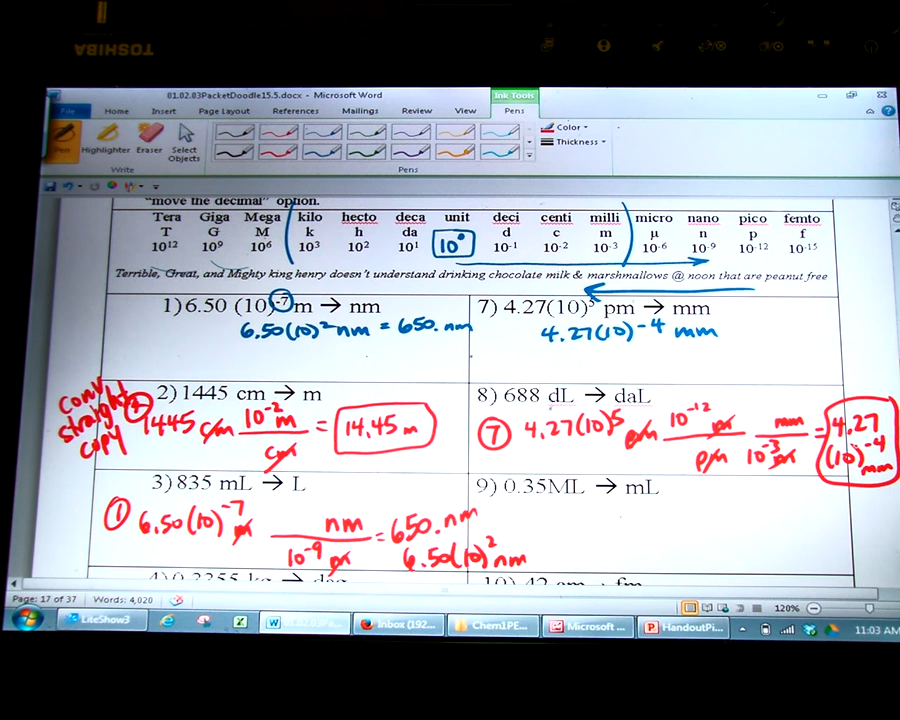 TOSHIBA
01.02.03PacketDoodle15.5.docx - Microsoft Word
Ink Tools
File Home Insert Page Layout References Mailings Review View Pens
Pen Highlighter Eraser Select Objects
Color
Thickness
Write Pens
"move the decimal" option.
Tera Giga Mega kilo hecto deca unit deci centi milli micro nano pico femto
T G M k h da d c m μ n p f
10¹² 10⁹ 10⁶ 10³ 10² 10¹ 10⁰ 10⁻¹ 10⁻² 10⁻³ 10⁻⁶ 10⁻⁹ 10⁻¹² 10⁻¹⁵
Terrible, Great, and Mighty king henry doesn't understand drinking chocolate milk & marshmallows @ noon that are peanut free
1) 6.50 (10)⁻⁷ m → nm
6.50(10)² nm = 650. nm
7) 4.27(10)⁵ pm → mm
4.27(10)⁻⁴ mm
2) 1445 cm → m
conv straight copy
② 1445 cm 10⁻² m / cm = 14.45 m
8) 688 dL → daL
⑦ 4.27(10)⁵ pm 10⁻¹² m / pm mm / 10⁻³ m = 4.27 (10)⁻⁴ mm
3) 835 mL → L
① 6.50(10)⁻⁷ m nm / 10⁻⁹ m = 650. nm
6.50(10)² nm
9) 0.35ML → mL
Page: 17 of 37 Words: 4,020 120%
LiteShow3 01.02.03Pa... Inbox (192... Chem1PE... Microsoft ... HandoutPi... 11:03 AM